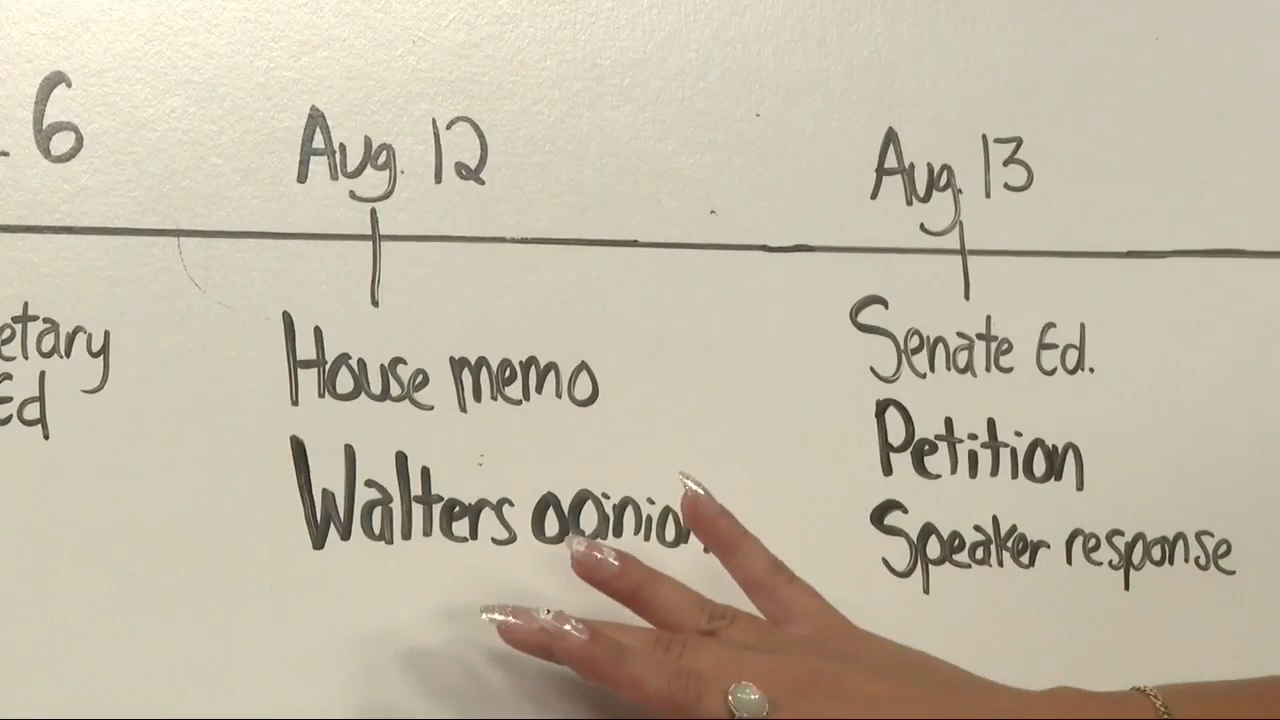 6
Aug. 12
Aug. 13
etary
Ed
House memo
Walters opinion
Senate Ed.
Petition
Speaker response